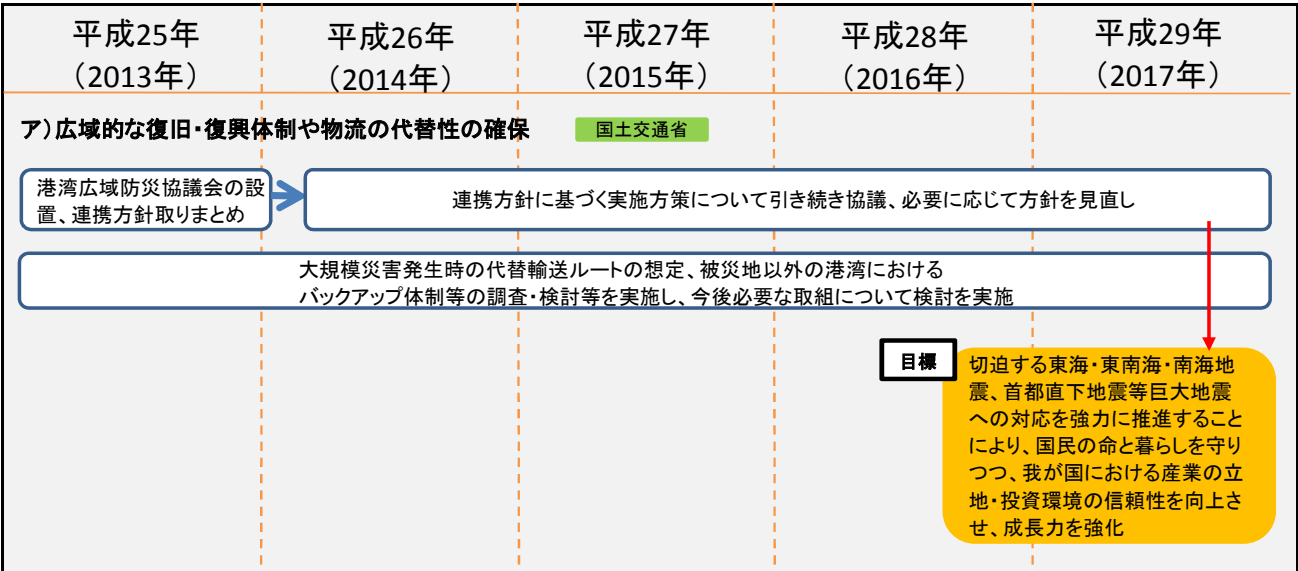 平成25年
（2013年）
平成26年
（2014年）
平成27年
（2015年）
平成28年
（2016年）
平成29年
（2017年）
ア）広域的な復旧・復興体制や物流の代替性の確保
国土交通省
港湾広域防災協議会の設
置、連携方針取りまとめ
連携方針に基づく実施方策について引き続き協議、必要に応じて方針を見直し
大規模災害発生時の代替輸送ルートの想定、被災地以外の港湾における
バックアップ体制等の調査・検討等を実施し、今後必要な取組について検討を実施
目標
切迫する東海・東南海・南海地
震、首都直下地震等巨大地震
への対応を強力に推進すること
により、国民の命と暮らしを守り
つつ、我が国における産業の立
地・投資環境の信頼性を向上さ
せ、成長力を強化